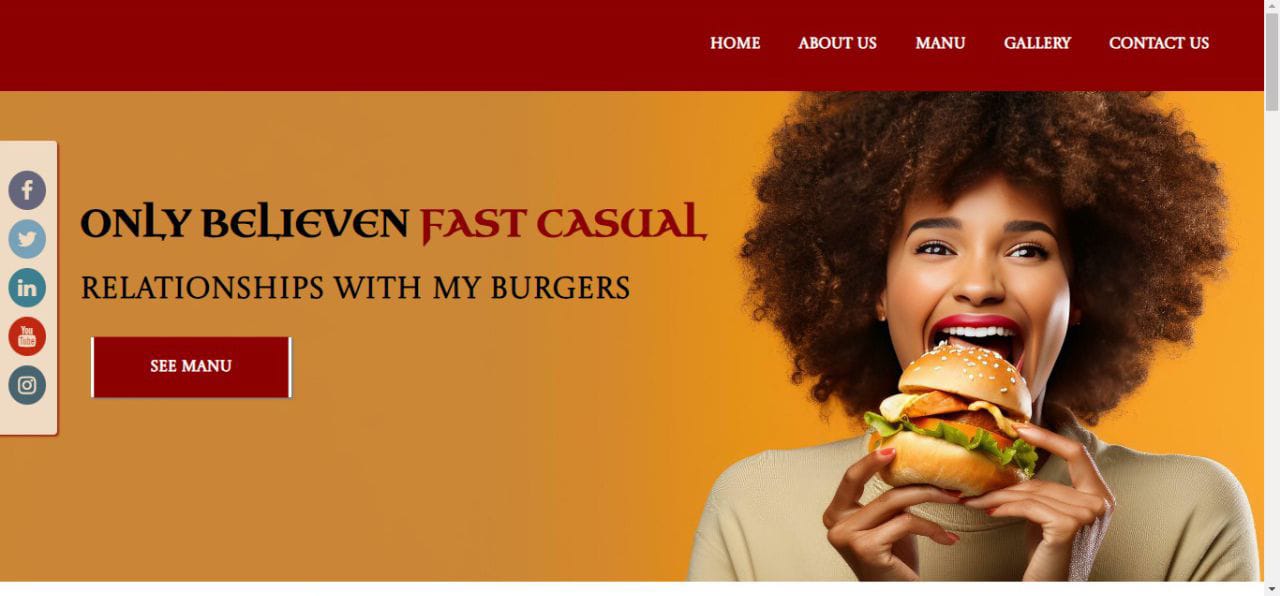 HOME ABOUT US MANU GALLERY CONTACT US
ONLY BELIEVEN FAST CASUAL
RELATIONSHIPS WITH MY BURGERS
SEE MANU
f
in
You
Tube